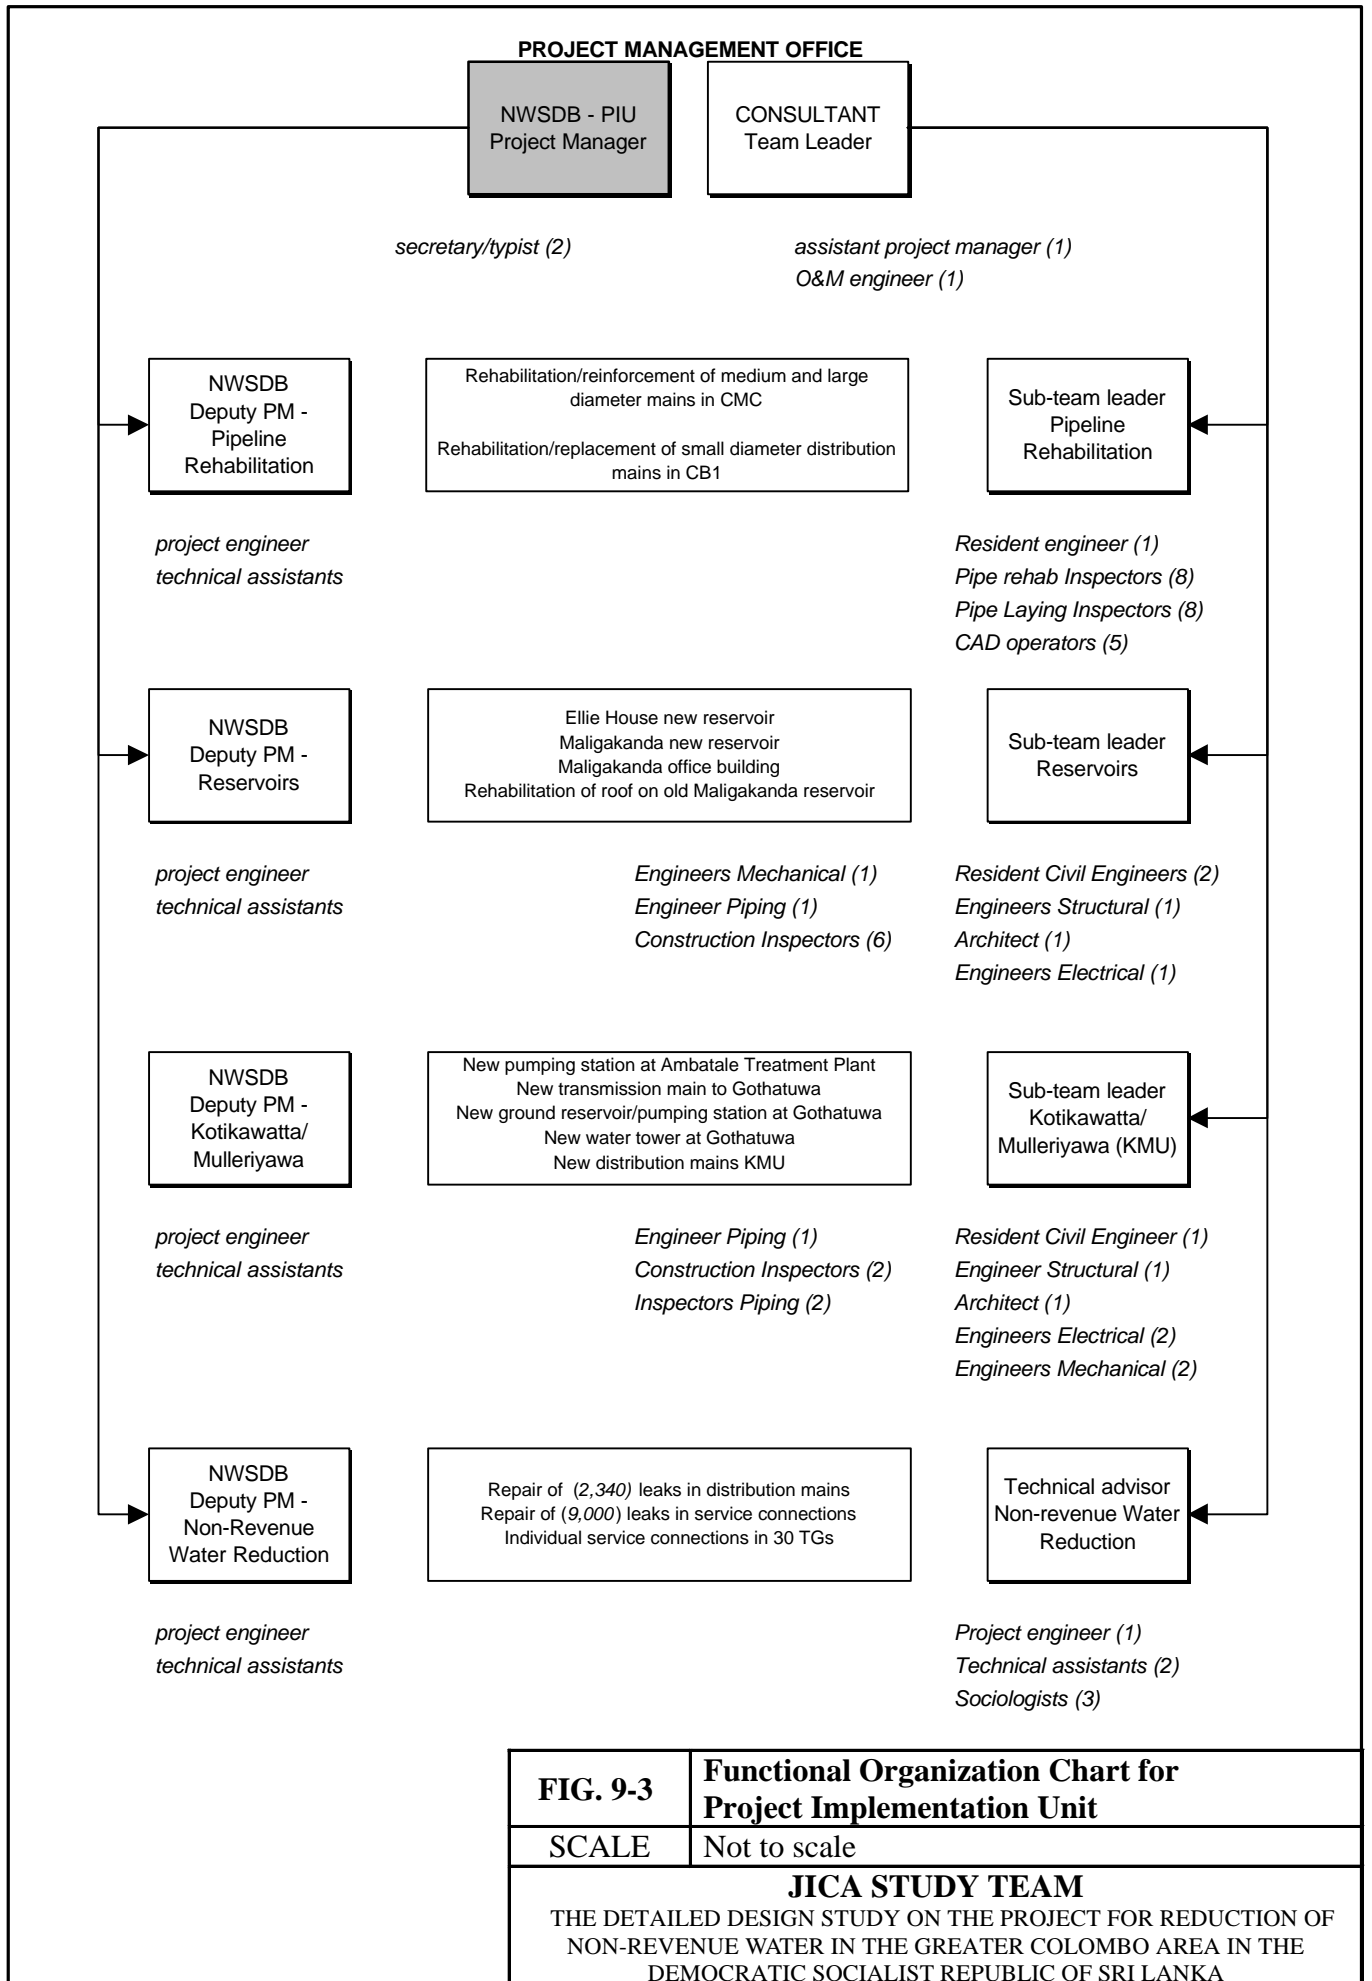 PROJECT MANAGEMENT OFFICE
NWSDB - PIU
Project Manager
CONSULTANT
Team Leader
secretary/typist (2)
assistant project manager (1)
O&M engineer (1)
NWSDB
Deputy PM -
Pipeline
Rehabilitation
Rehabilitation/reinforcement of medium and large
diameter mains in CMC
Rehabilitation/replacement of small diameter distribution
mains in CB1
Sub-team leader
Pipeline
Rehabilitation
project engineer
technical assistants
Resident engineer (1)
Pipe rehab Inspectors (8)
Pipe Laying Inspectors (8)
CAD operators (5)
NWSDB
Deputy PM -
Reservoirs
Ellie House new reservoir
Maligakanda new reservoir
Maligakanda office building
Rehabilitation of roof on old Maligakanda reservoir
Sub-team leader
Reservoirs
project engineer
technical assistants
Engineers Mechanical (1)
Engineer Piping (1)
Construction Inspectors (6)
Resident Civil Engineers (2)
Engineers Structural (1)
Architect (1)
Engineers Electrical (1)
NWSDB
Deputy PM -
Kotikawatta/
Mulleriyawa
New pumping station at Ambatale Treatment Plant
New transmission main to Gothatuwa
New ground reservoir/pumping station at Gothatuwa
New water tower at Gothatuwa
New distribution mains KMU
Sub-team leader
Kotikawatta/
Mulleriyawa (KMU)
project engineer
technical assistants
Engineer Piping (1)
Construction Inspectors (2)
Inspectors Piping (2)
Resident Civil Engineer (1)
Engineer Structural (1)
Architect (1)
Engineers Electrical (2)
Engineers Mechanical (2)
NWSDB
Deputy PM -
Non-Revenue
Water Reduction
Repair of (2,340) leaks in distribution mains
Repair of (9,000) leaks in service connections
Individual service connections in 30 TGs
Technical advisor
Non-revenue Water
Reduction
project engineer
technical assistants
Project engineer (1)
Technical assistants (2)
Sociologists (3)
FIG. 9-3
Functional Organization Chart for
Project Implementation Unit
SCALE
Not to scale
JICA STUDY TEAM
THE DETAILED DESIGN STUDY ON THE PROJECT FOR REDUCTION OF
NON-REVENUE WATER IN THE GREATER COLOMBO AREA IN THE
DEMOCRATIC SOCIALIST REPUBLIC OF SRI LANKA